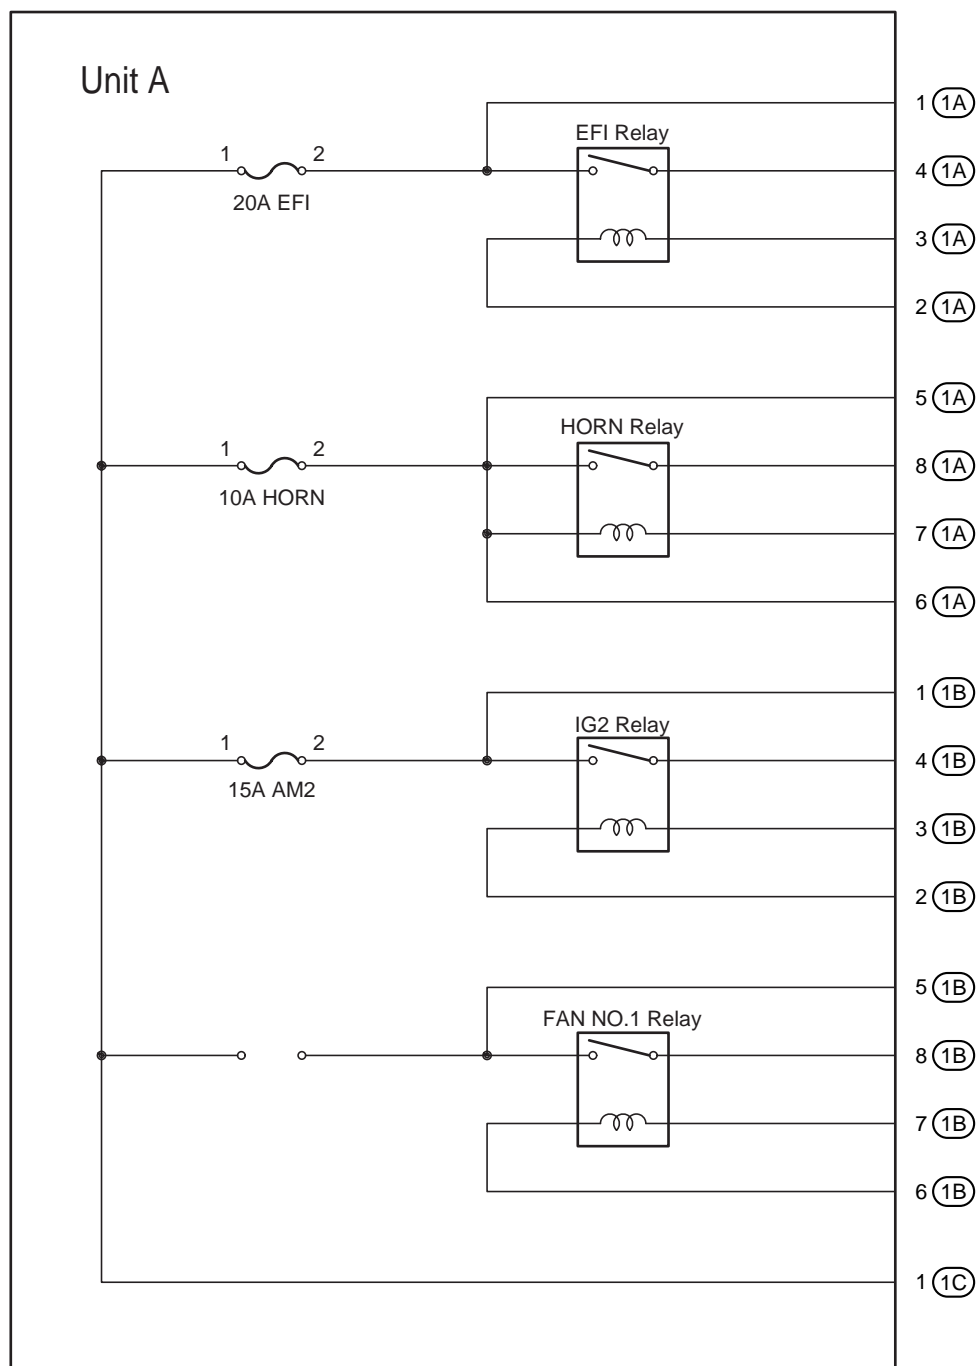 Unit A
1 1A
EFI Relay
1 2
4 1A
20A EFI
3 1A
2 1A
5 1A
HORN Relay
1 2
8 1A
10A HORN
7 1A
6 1A
1 1B
IG2 Relay
1 2
4 1B
15A AM2
3 1B
2 1B
5 1B
FAN NO.1 Relay
8 1B
7 1B
6 1B
1 1C